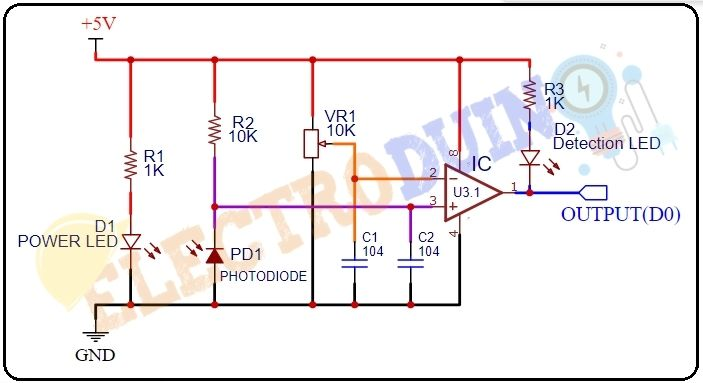 +5V
R1
1K
R2
10K
VR1
10K
R3
1K
D2
Detection LED
IC
U3.1
8
2
3
1
4
OUTPUT(D0)
D1
POWER LED
PD1
PHOTODIODE
C1
104
C2
104
GND
ELECTRODUINO